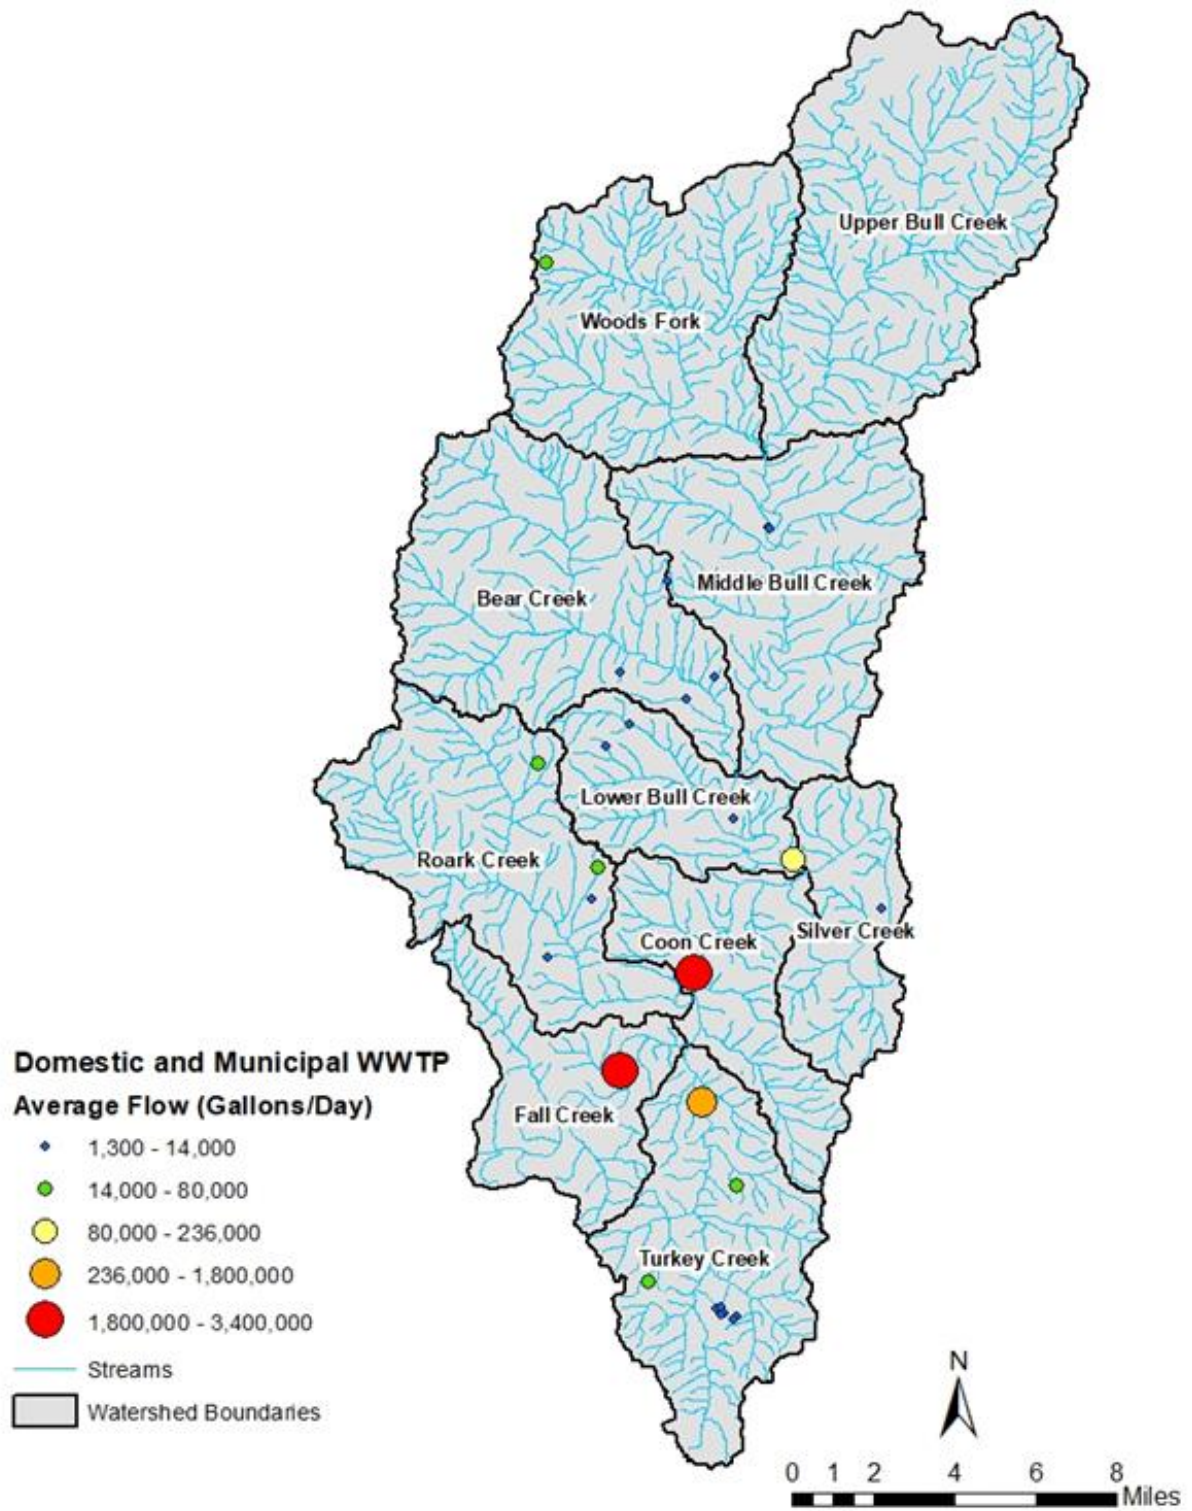 Upper Bull Creek
Woods Fork
Middle Bull Creek
Bear Creek
Lower Bull Creek
Roark Creek
Silver Creek
Coon Creek
Fall Creek
Turkey Creek
Domestic and Municipal WWTP
Average Flow (Gallons/Day)
1,300 - 14,000
14,000 - 80,000
80,000 - 236,000
236,000 - 1,800,000
1,800,000 - 3,400,000
Streams
Watershed Boundaries
N
0 1 2 4 6 8
Miles